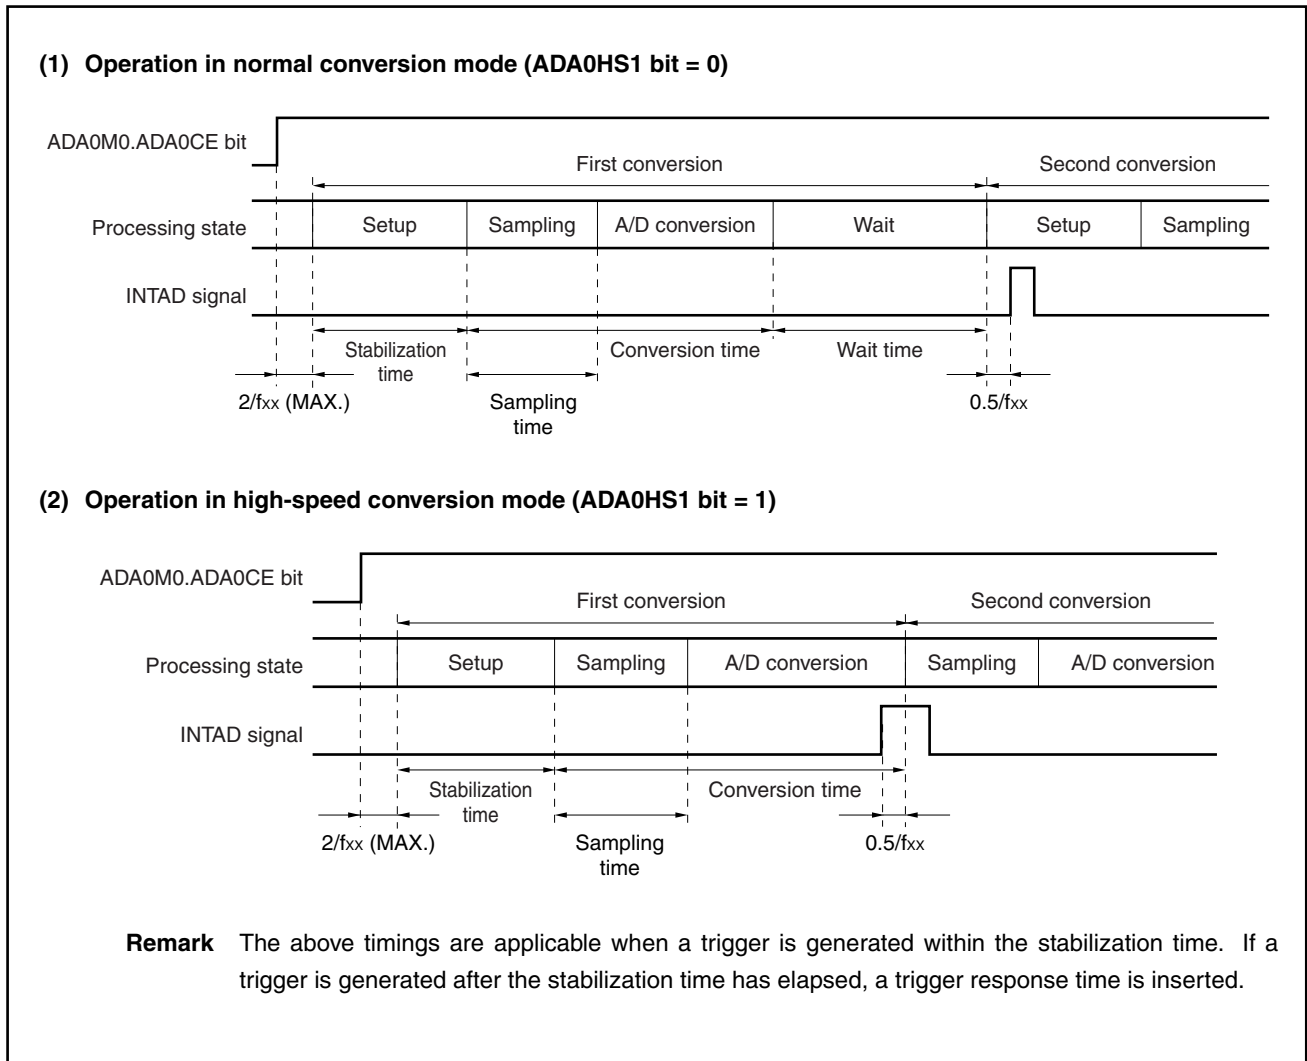 (1) Operation in normal conversion mode (ADA0HS1 bit = 0)
ADA0M0.ADA0CE bit
First conversion
Second conversion
Processing state
Setup
Sampling
A/D conversion
Wait
Setup
Sampling
INTAD signal
Stabilization
time
Conversion time
Wait time
2/fxx (MAX.)
Sampling
time
0.5/fxx
(2) Operation in high-speed conversion mode (ADA0HS1 bit = 1)
ADA0M0.ADA0CE bit
First conversion
Second conversion
Processing state
Setup
Sampling
A/D conversion
Sampling
A/D conversion
INTAD signal
Stabilization
time
Conversion time
2/fxx (MAX.)
Sampling
time
0.5/fxx
Remark The above timings are applicable when a trigger is generated within the stabilization time. If a
trigger is generated after the stabilization time has elapsed, a trigger response time is inserted.